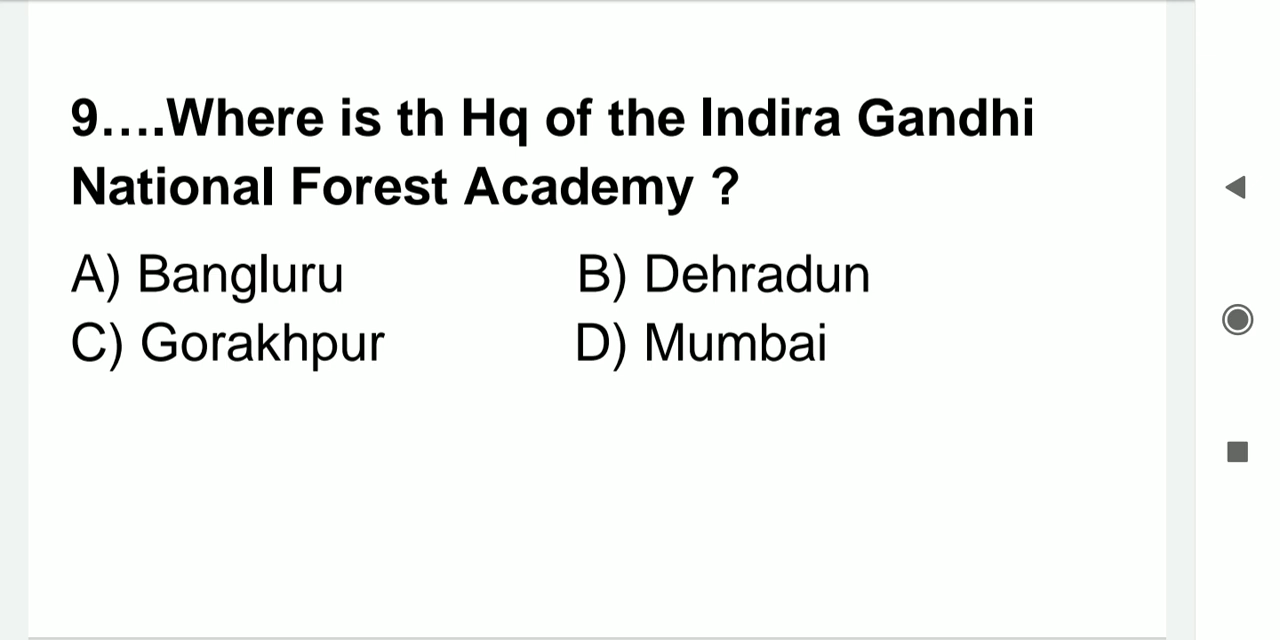 9....Where is th Hq of the Indira Gandhi
National Forest Academy ?
A) Bangluru B) Dehradun
C) Gorakhpur D) Mumbai